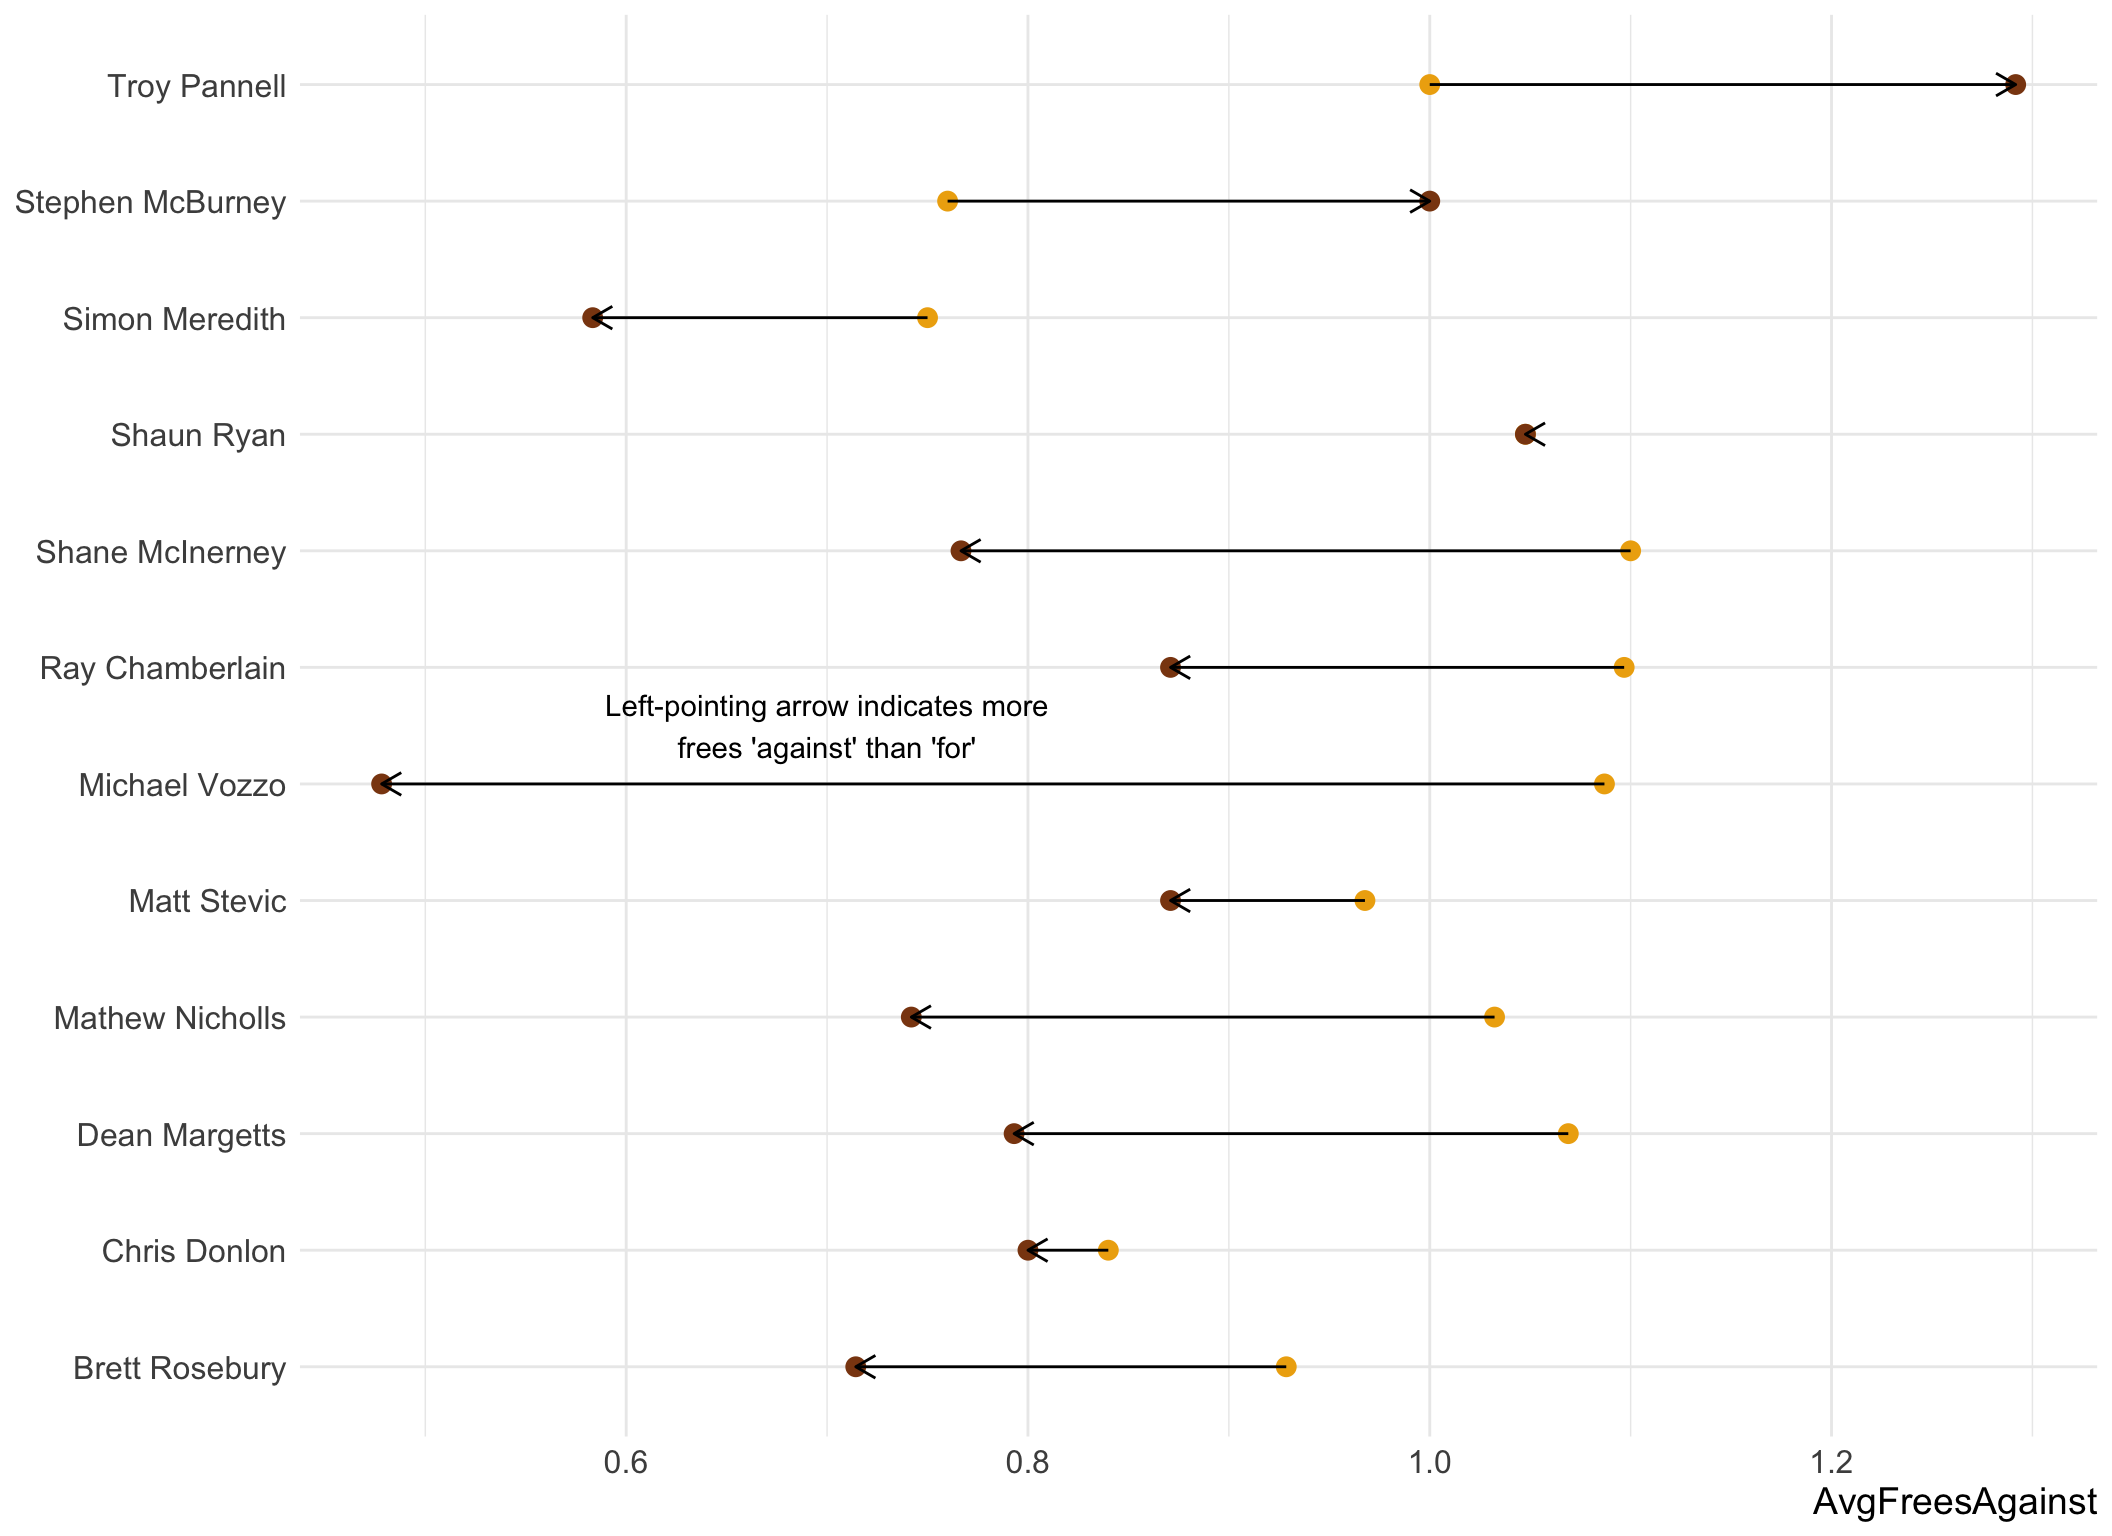 Troy Pannell
Stephen McBurney
Simon Meredith
Shaun Ryan
Shane McInerney
Ray Chamberlain
Left-pointing arrow indicates more
frees 'against' than 'for'
Michael Vozzo
Matt Stevic
Mathew Nicholls
Dean Margetts
Chris Donlon
Brett Rosebury
0.6 0.8 1.0 1.2
AvgFreesAgainst